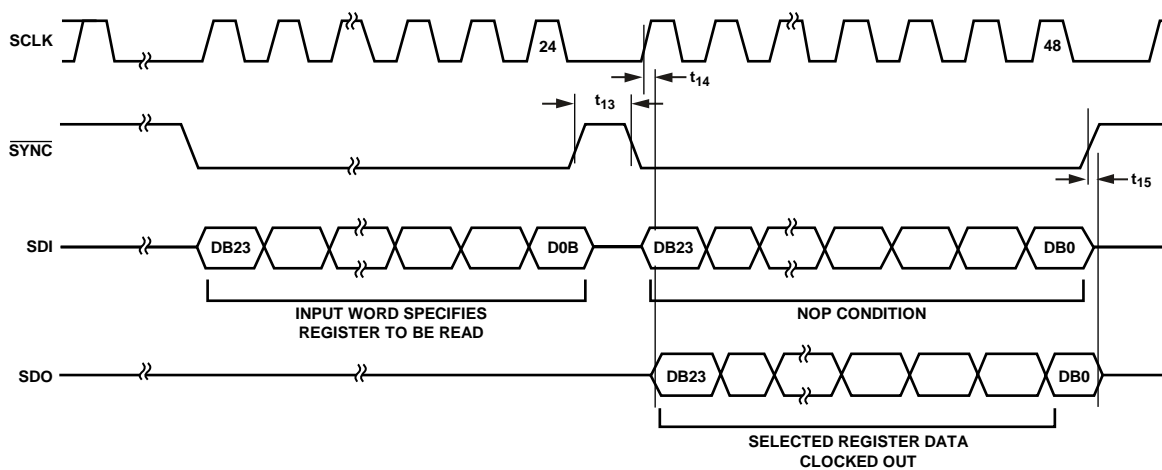 SCLK
24
48
t14
t13
SYNC
t15
SDI
DB23
D0B
DB23
DB0
INPUT WORD SPECIFIES
REGISTER TO BE READ
NOP CONDITION
SDO
DB23
DB0
SELECTED REGISTER DATA
CLOCKED OUT